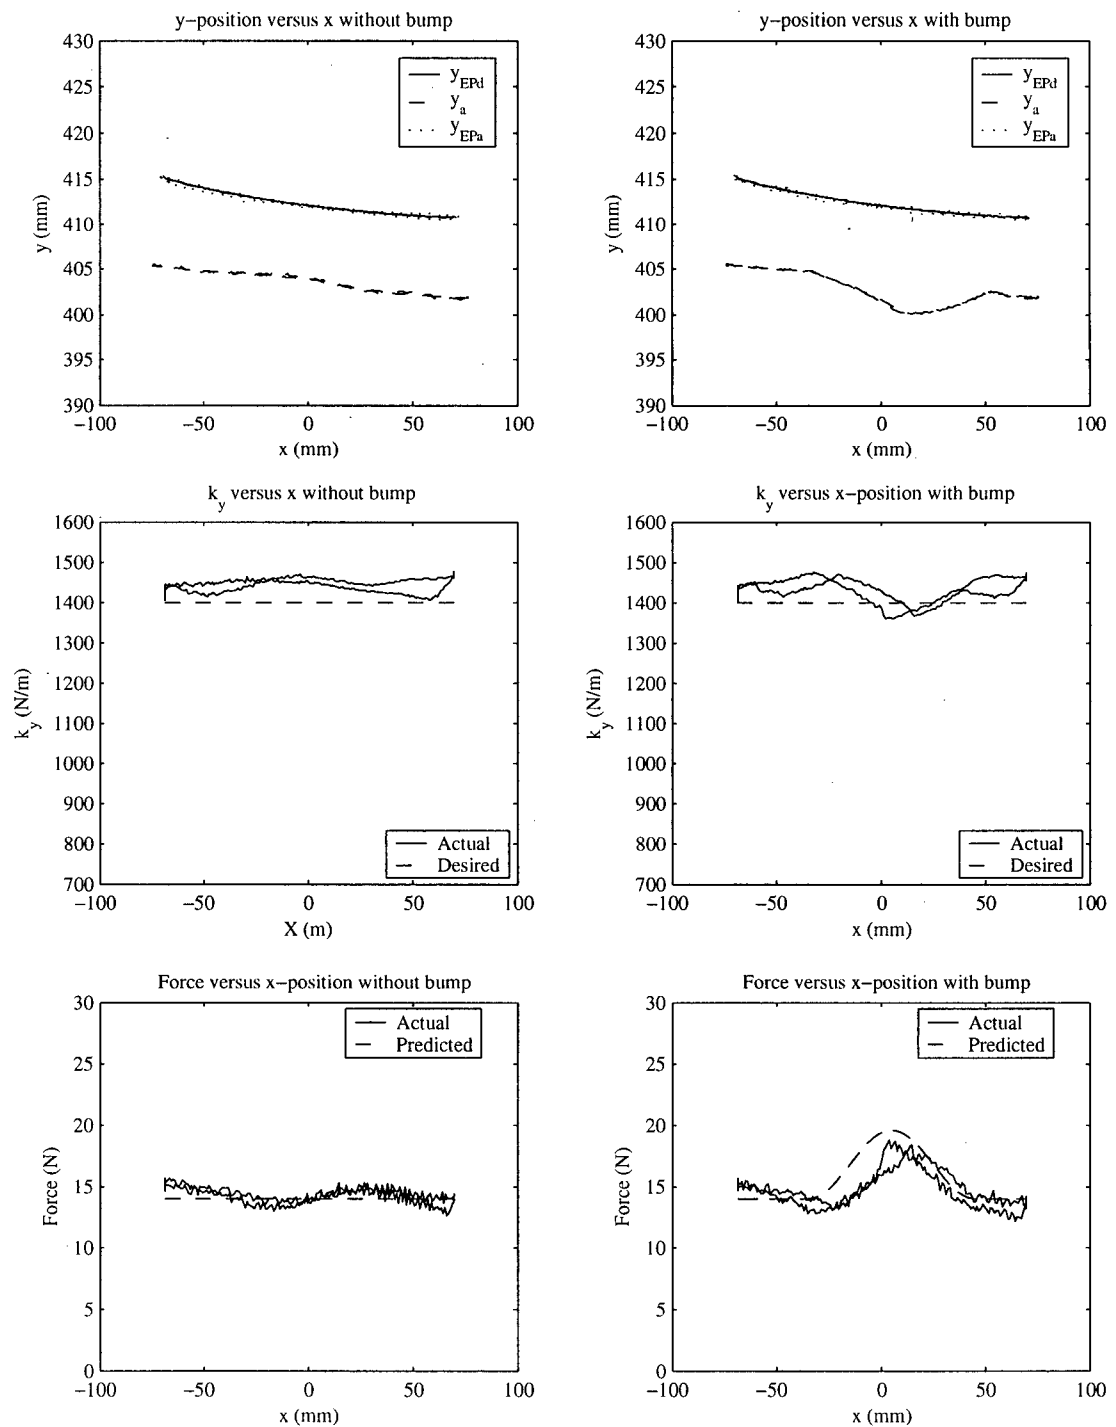 y−position versus x without bump
430
425
420
415
410
405
400
395
390
y (mm)
y_EPd
y_a
y_EPa
−100
−50
0
50
100
x (mm)
y−position versus x with bump
430
425
420
415
410
405
400
395
390
y (mm)
y_EPd
y_a
y_EPa
−100
−50
0
50
100
x (mm)
k_y versus x without bump
1600
1500
1400
1300
1200
1100
1000
900
800
700
k_y (N/m)
Actual
Desired
−100
−50
0
50
100
X (m)
k_y versus x−position with bump
1600
1500
1400
1300
1200
1100
1000
900
800
700
k_y (N/m)
Actual
Desired
−100
−50
0
50
100
x (mm)
Force versus x−position without bump
30
25
20
15
10
5
0
Force (N)
Actual
Predicted
−100
−50
0
50
100
x (mm)
Force versus x−position with bump
30
25
20
15
10
5
0
Force (N)
Actual
Predicted
−100
−50
0
50
100
x (mm)